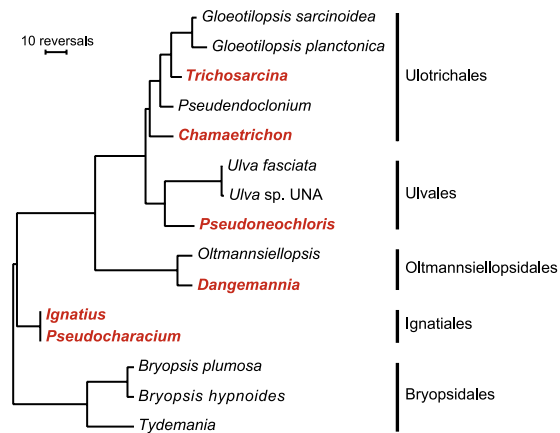 Gloeotilopsis sarcinoidea
10 reversals
Gloeotilopsis planctonica
Trichosarcina
Ulotrichales
Pseudendoclonium
Chamaetrichon
Ulva fasciata
Ulva sp. UNA
Ulvales
Pseudoneochloris
Oltmannsiellopsis
Oltmannsiellopsidales
Dangemannia
Ignatius
Ignatiales
Pseudocharacium
Bryopsis plumosa
Bryopsis hypnoides
Bryopsidales
Tydemania